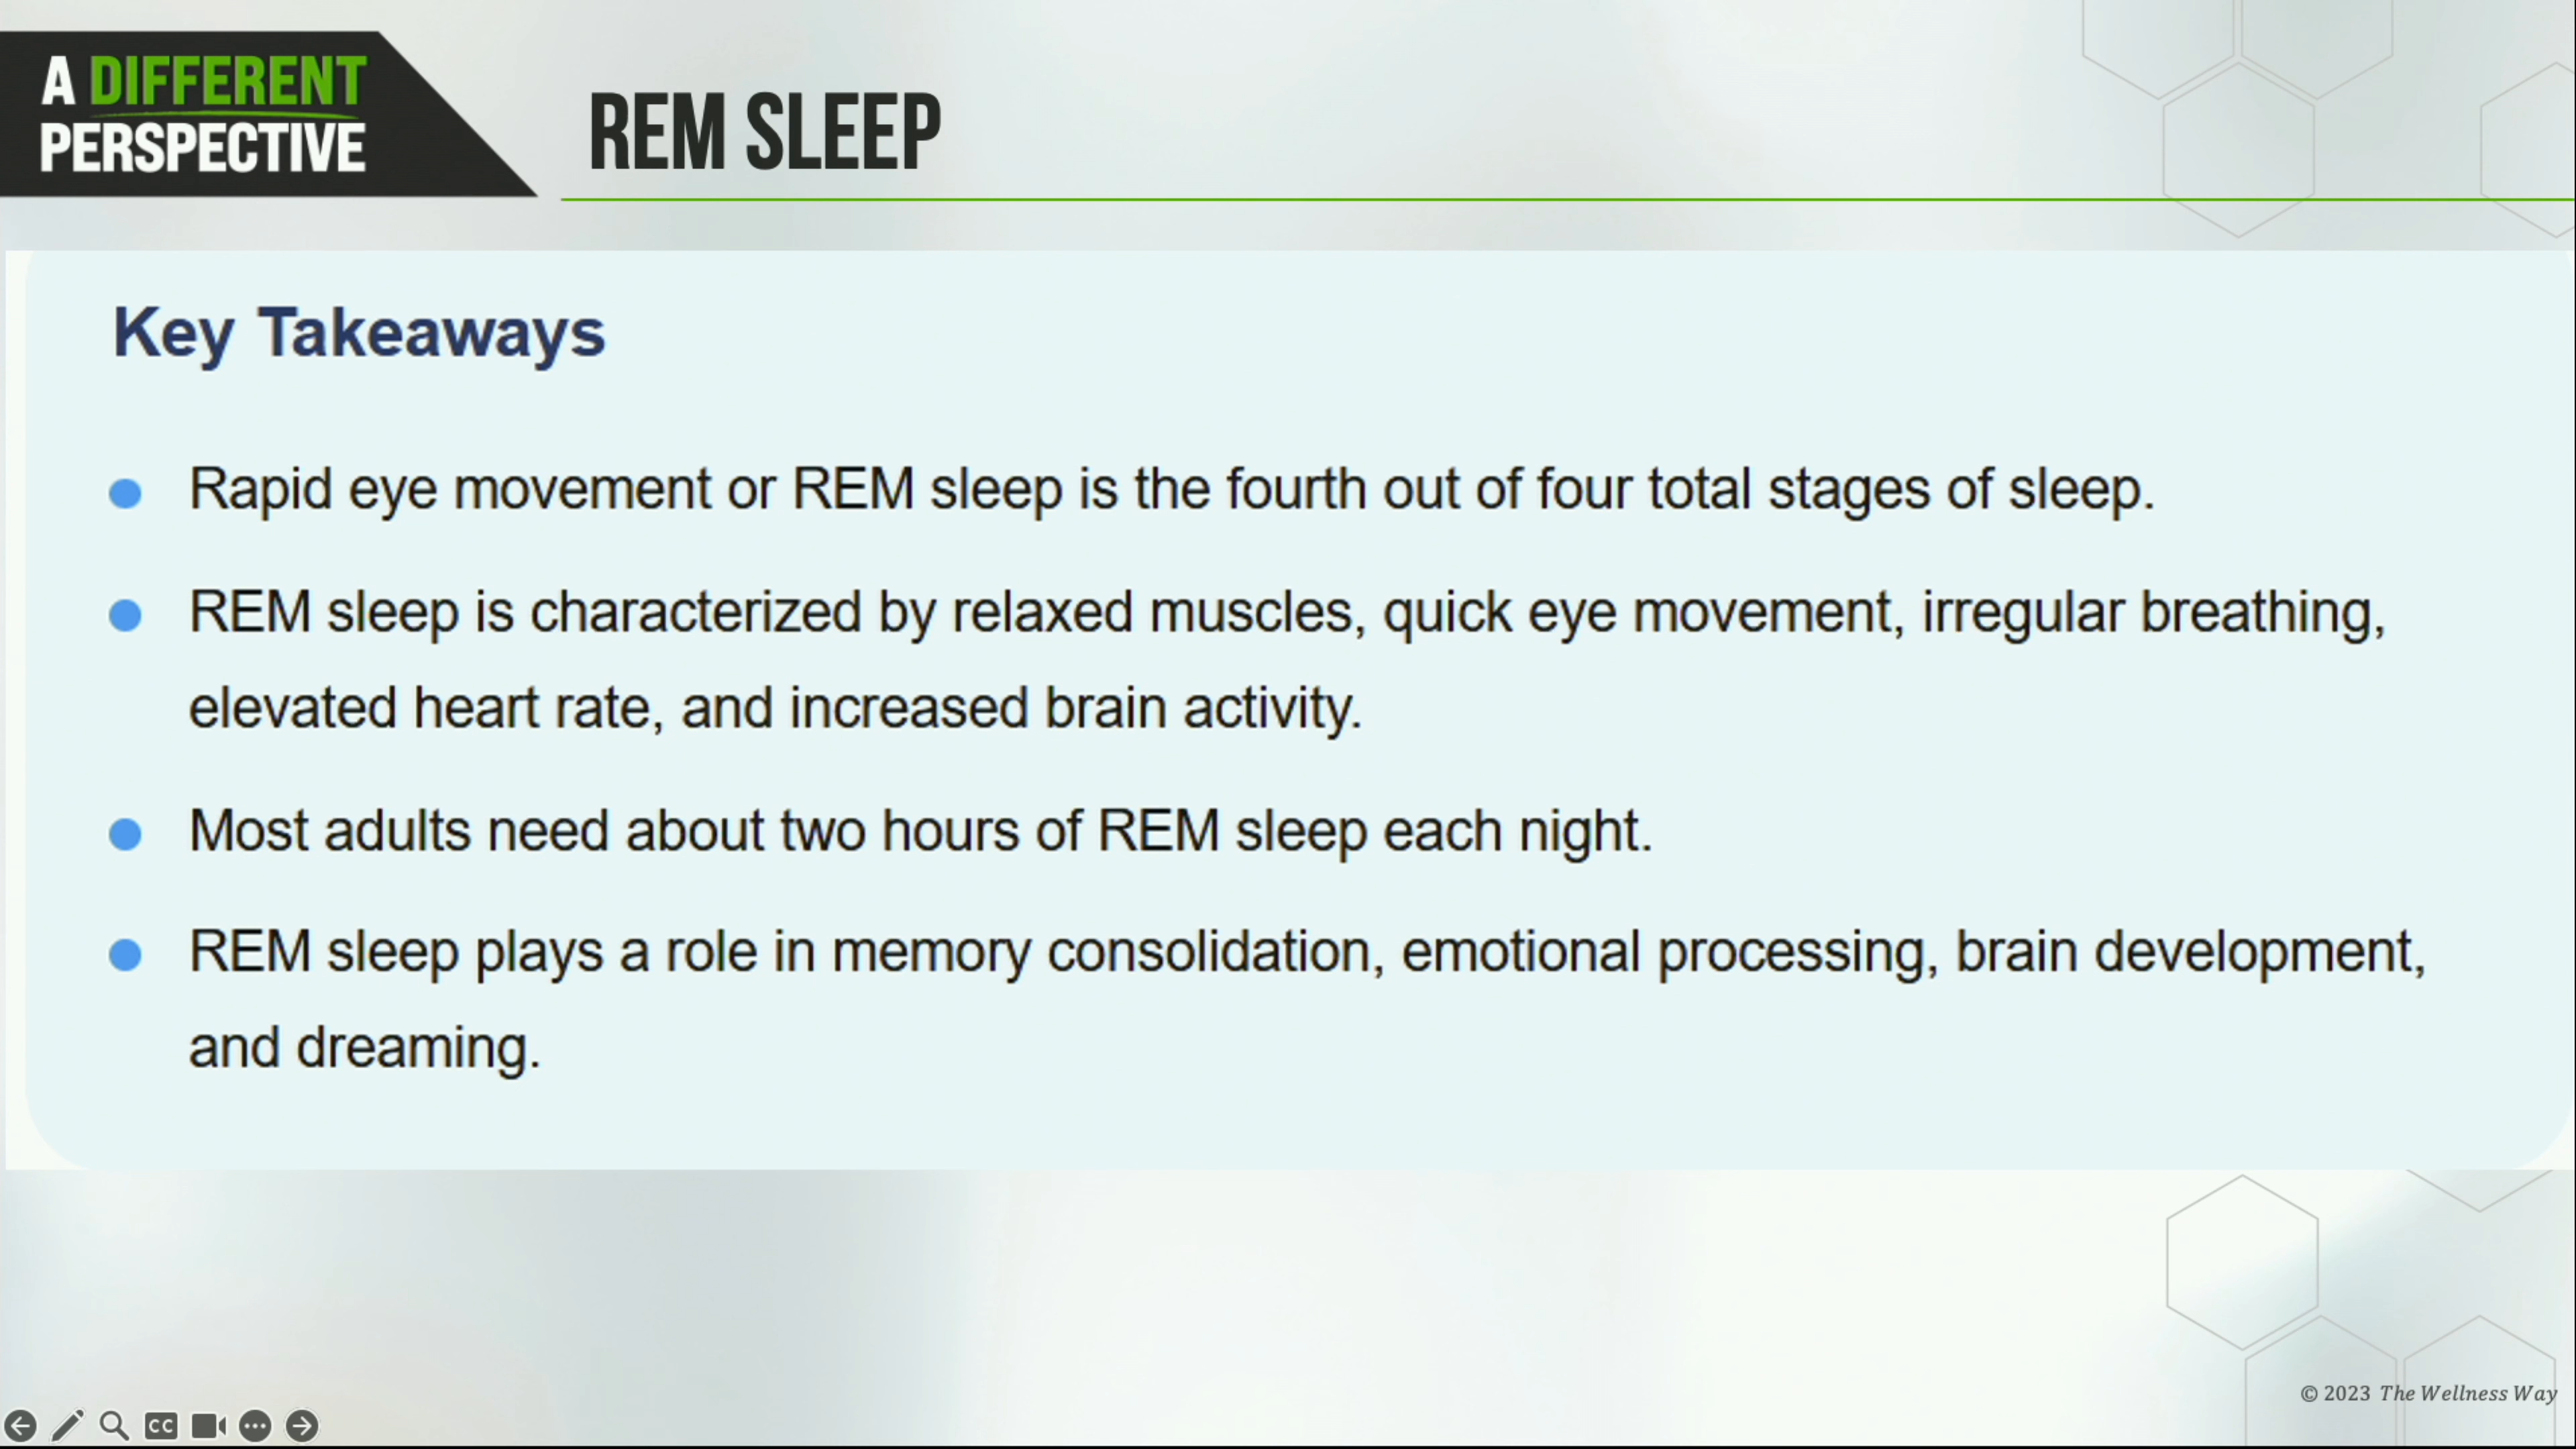 A DIFFERENT
PERSPECTIVE
REM SLEEP
Key Takeaways
Rapid eye movement or REM sleep is the fourth out of four total stages of sleep.
REM sleep is characterized by relaxed muscles, quick eye movement, irregular breathing,
elevated heart rate, and increased brain activity.
Most adults need about two hours of REM sleep each night.
REM sleep plays a role in memory consolidation, emotional processing, brain development,
and dreaming.
© 2023 The Wellness Way
CC